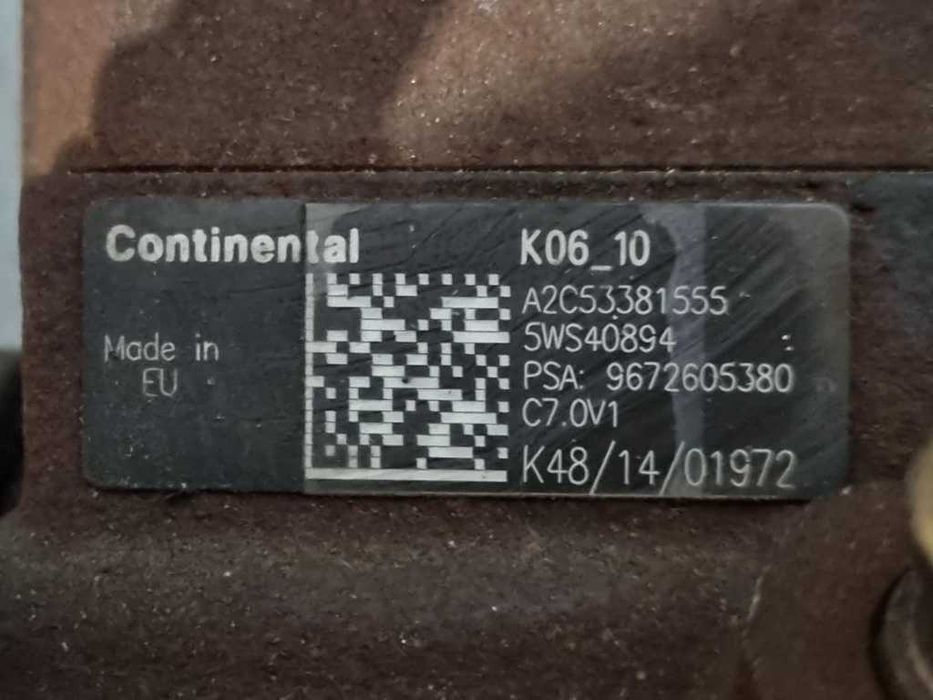 Continental
Made in
EU
K06_10
A2C53381555
5WS40894 :
PSA: 9672605380
C7.0V1
K48/14/01972